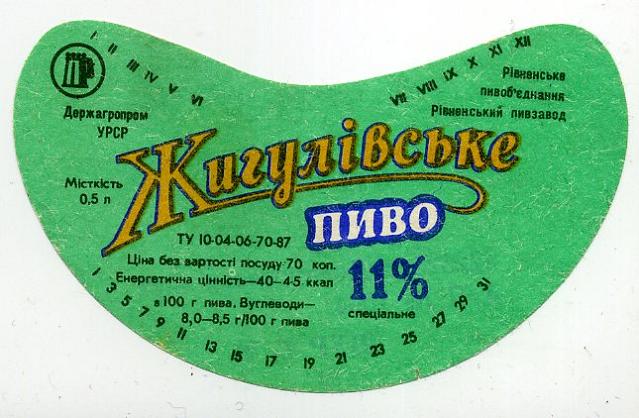 I II III IV V VI
VII VIII IX X XI XII
Держагропром
УРСР
Рівненське
пивоб'єднання
Рівненський пивзавод
Жигулівське
Місткість
0,5 л
пиво
ТУ 10-04-06-70-87
Ціна без вартості посуду 70 коп.
Енергетична цінність—40—45 ккал
в 100 г пива. Вуглеводи—
8,0—8,5 г/100 г пива
11%
спеціальне
1 3 5 7 9 11 13 15 17 19 21 23 25 27 29 31